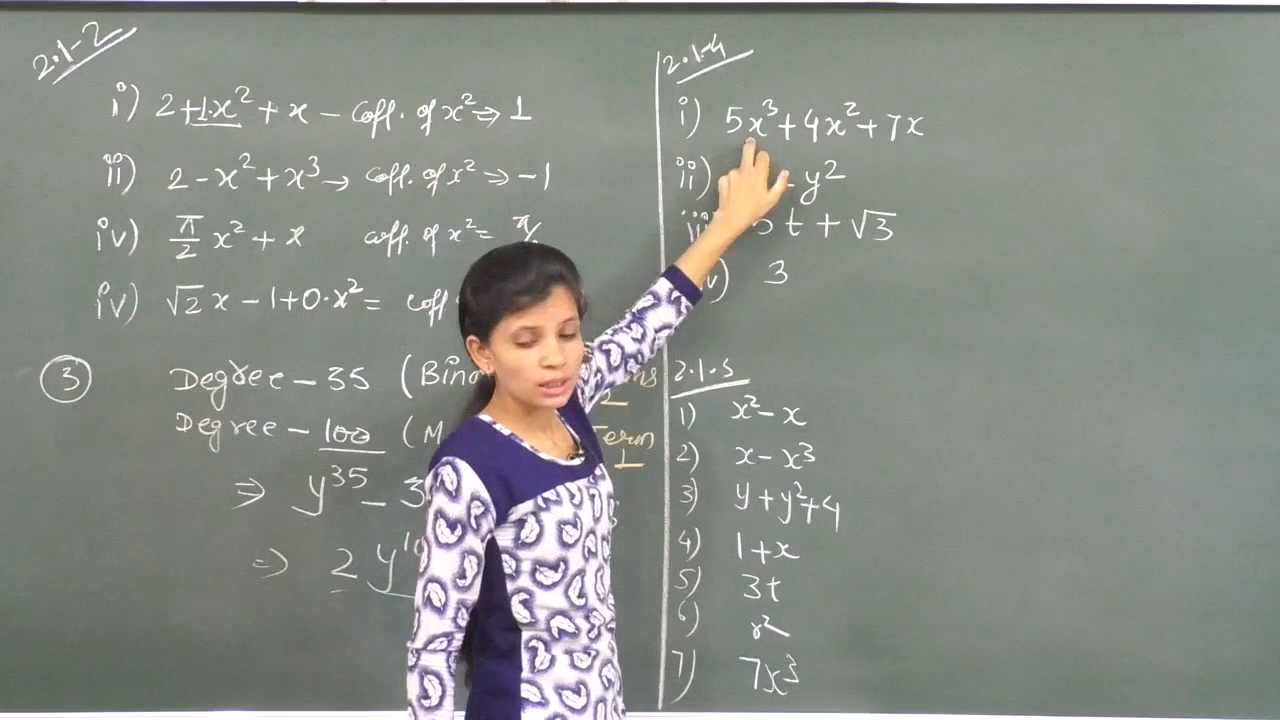 2.1-2
i) 2+1.x² + x - Coff. of x² ⇒ 1
ii) 2 - x² + x³ → coff. of x² ⇒ -1
iv) π/2 x² + x coff. of x² =
iv) √2 x - 1 + 0·x² = coff
③ Degree - 35 (
Degree - 100 (M Term 1
⇒ y³⁵ - 3
⇒ 2y
2.1.4
i) 5x³ + 4x² + 7x
ii) - y²
t + √3
) 3
2.1.5
1) x² - x
2) x - x³
3) y + y² + 4
4) 1 + x
5) 3t
6) r²
7) 7x³